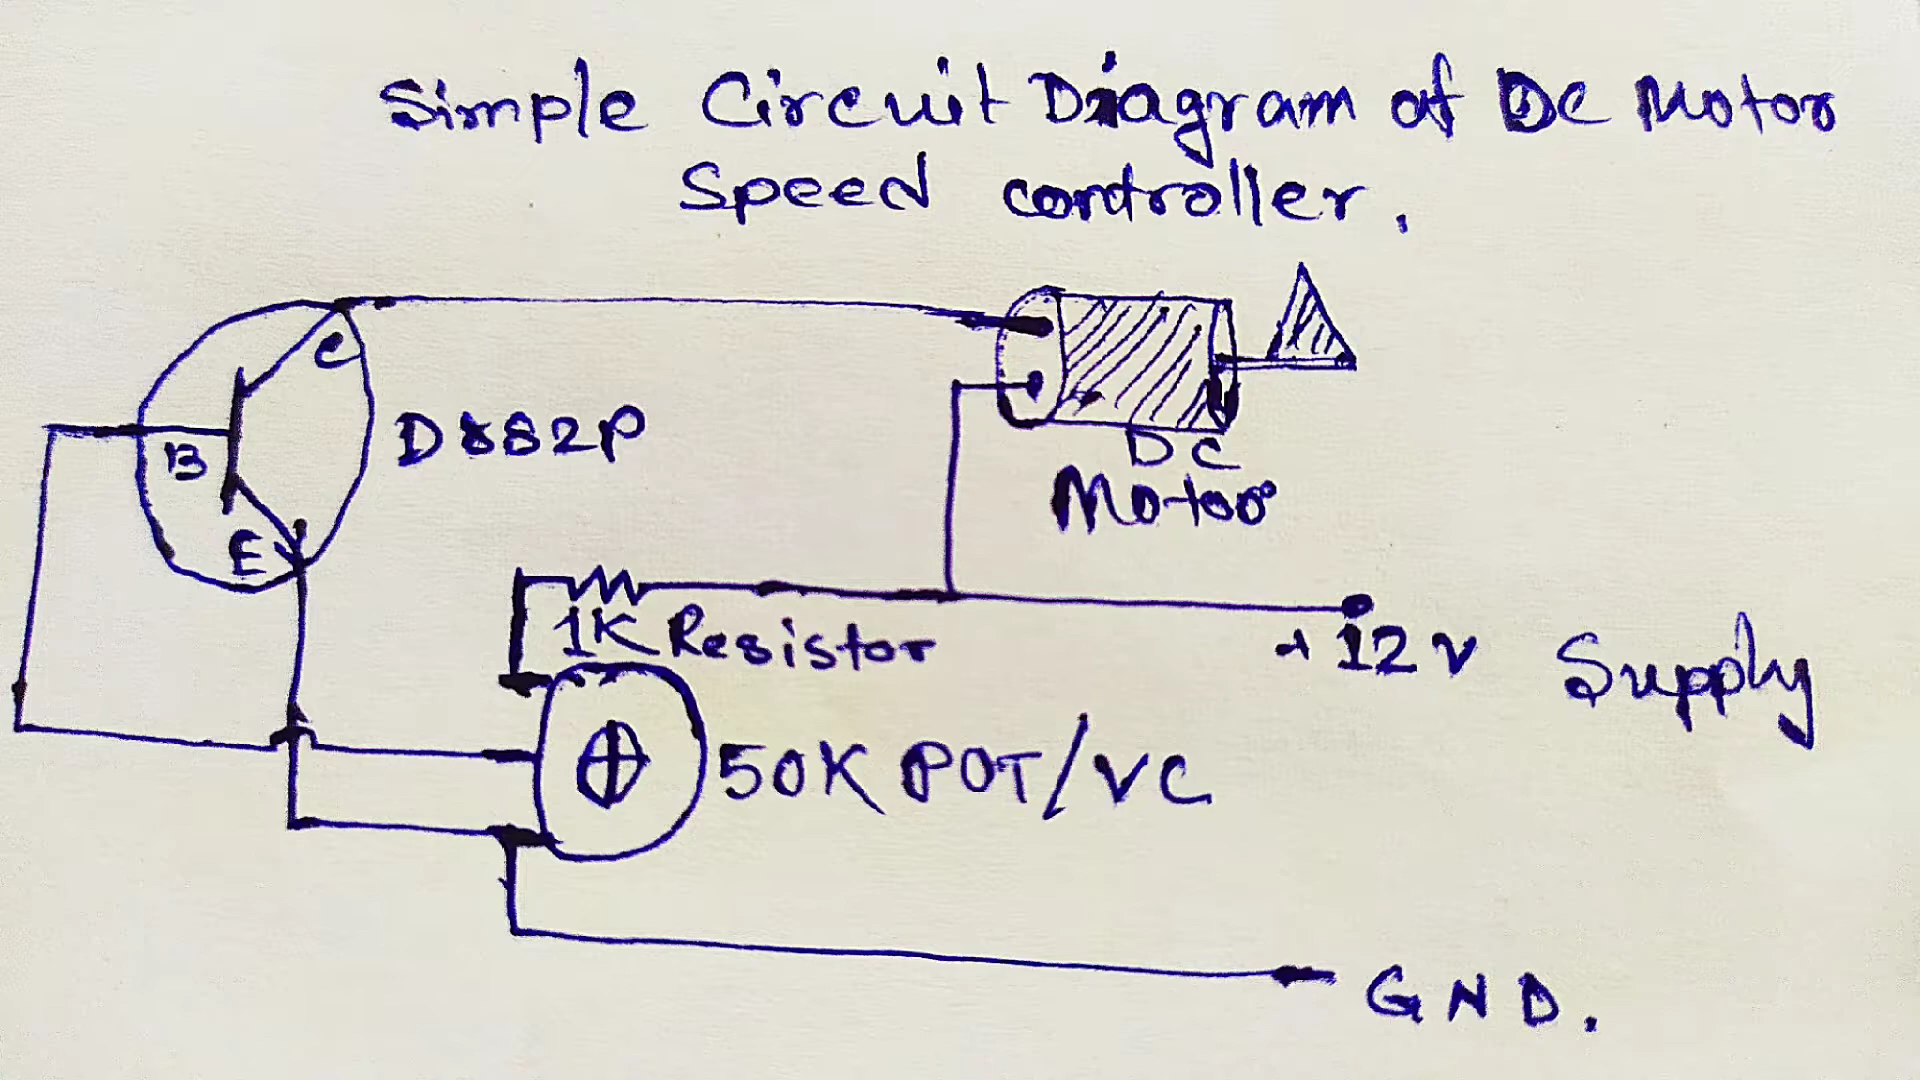 Simple Circuit Diagram of DC Motor
Speed controller.
C
B
E
D882P
DC
Motor
1K Resistor
+12V Supply
50K POT/VC
GND.